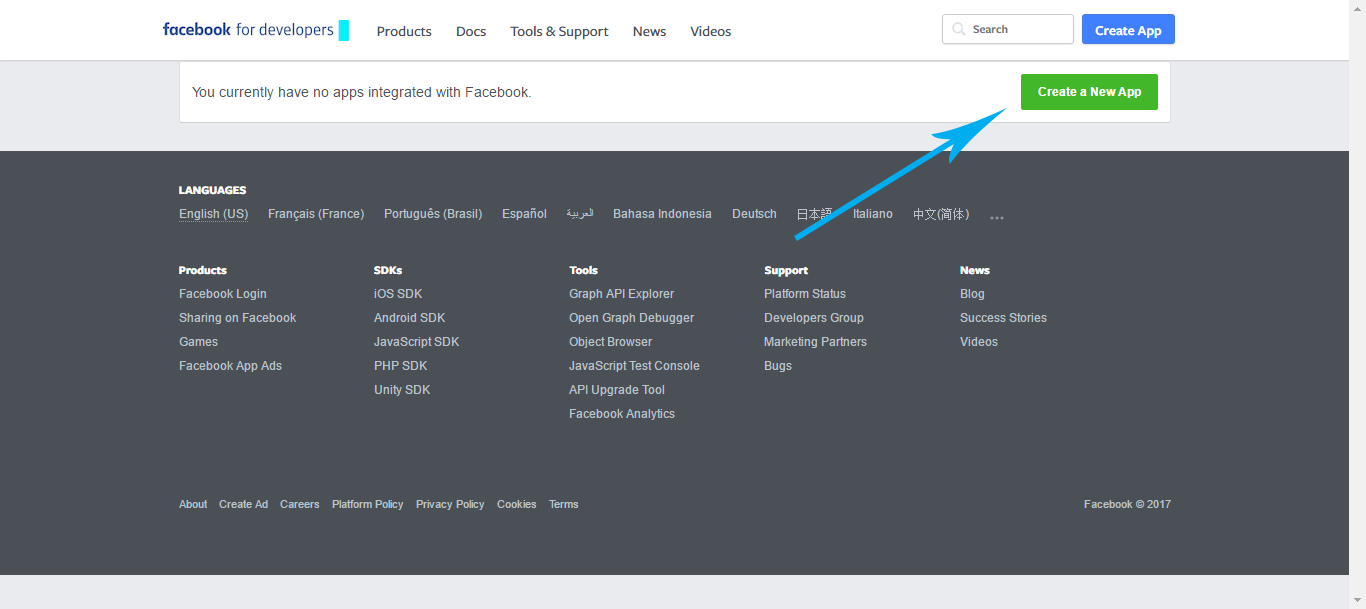 facebook for developers Products Docs Tools & Support News Videos Search Create App
You currently have no apps integrated with Facebook. Create a New App
LANGUAGES
English (US) Français (France) Português (Brasil) Español العربية Bahasa Indonesia Deutsch 日本語 Italiano 中文(简体) ...
Products SDKs Tools Support News
Facebook Login iOS SDK Graph API Explorer Platform Status Blog
Sharing on Facebook Android SDK Open Graph Debugger Developers Group Success Stories
Games JavaScript SDK Object Browser Marketing Partners Videos
Facebook App Ads PHP SDK JavaScript Test Console Bugs
Unity SDK API Upgrade Tool
Facebook Analytics
About Create Ad Careers Platform Policy Privacy Policy Cookies Terms Facebook © 2017